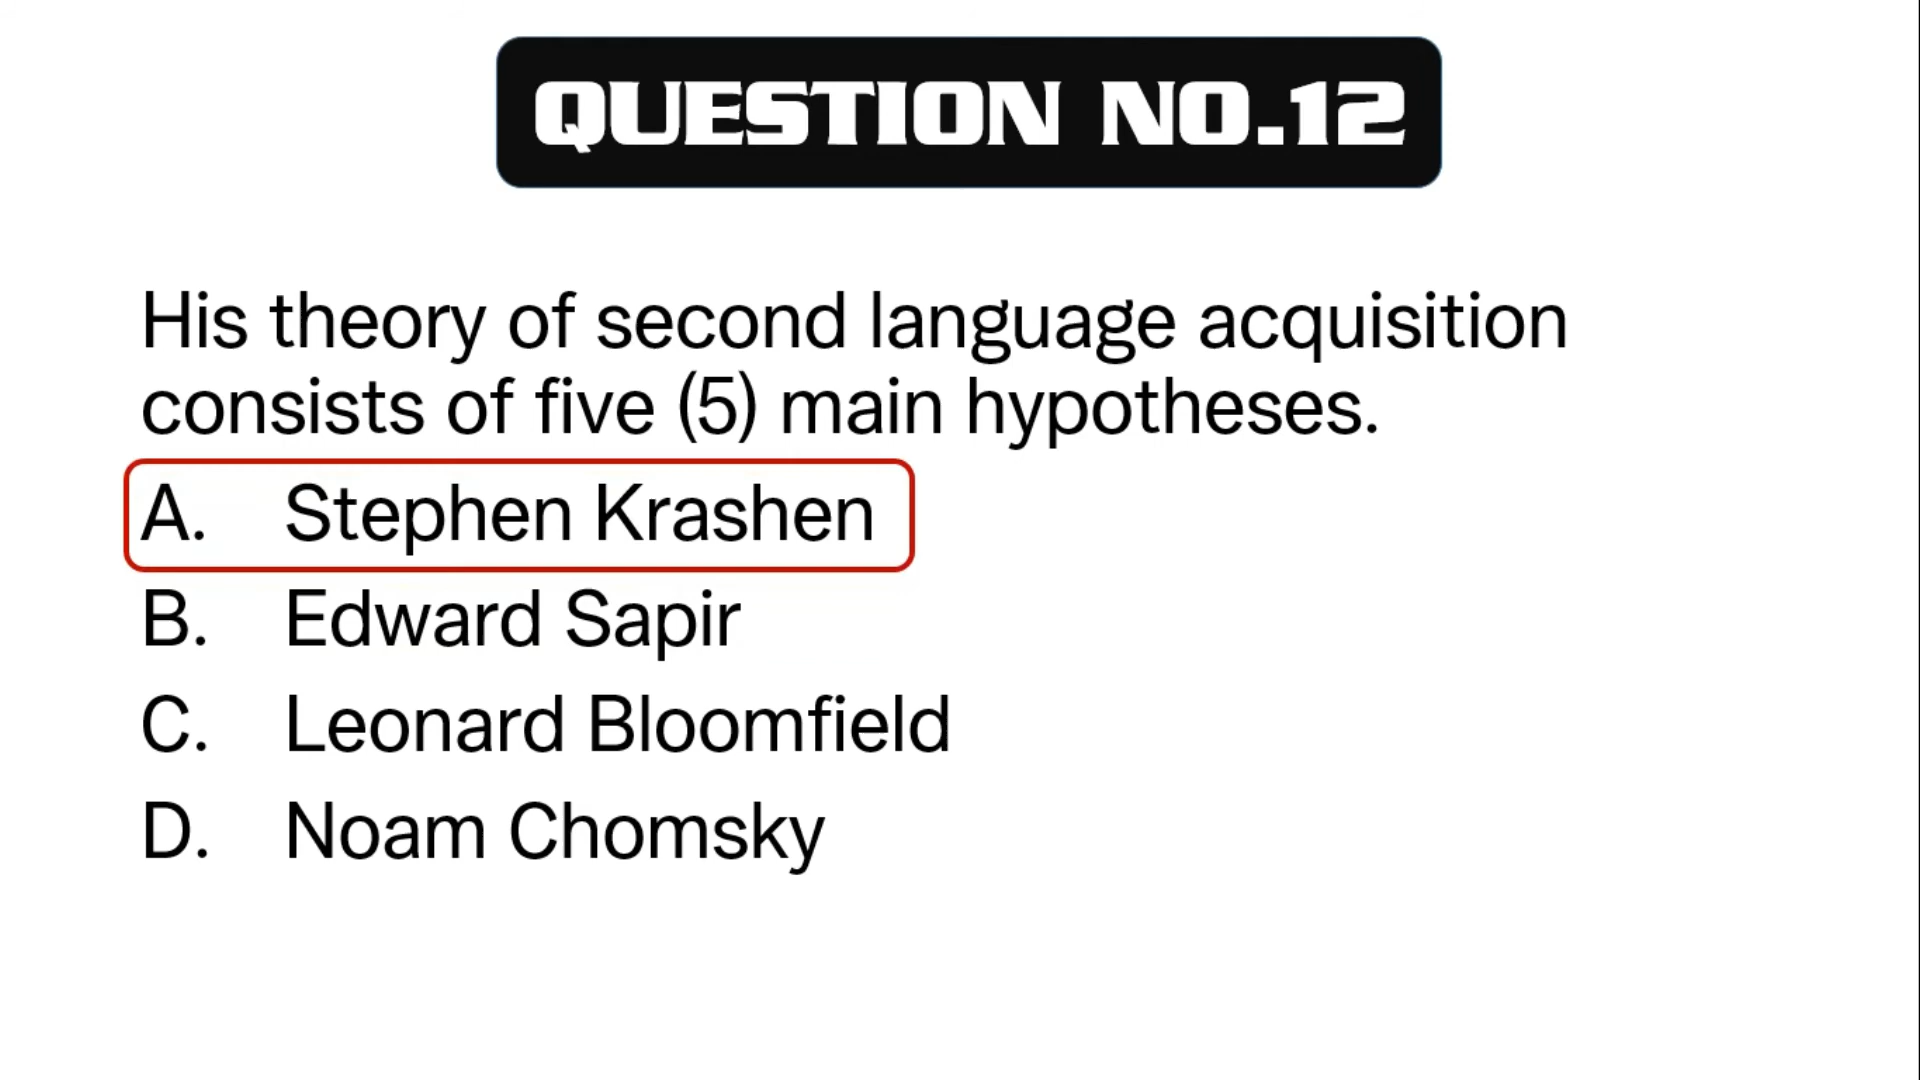 QUESTION NO.12
His theory of second language acquisition
consists of five (5) main hypotheses.
A. Stephen Krashen
B. Edward Sapir
C. Leonard Bloomfield
D. Noam Chomsky